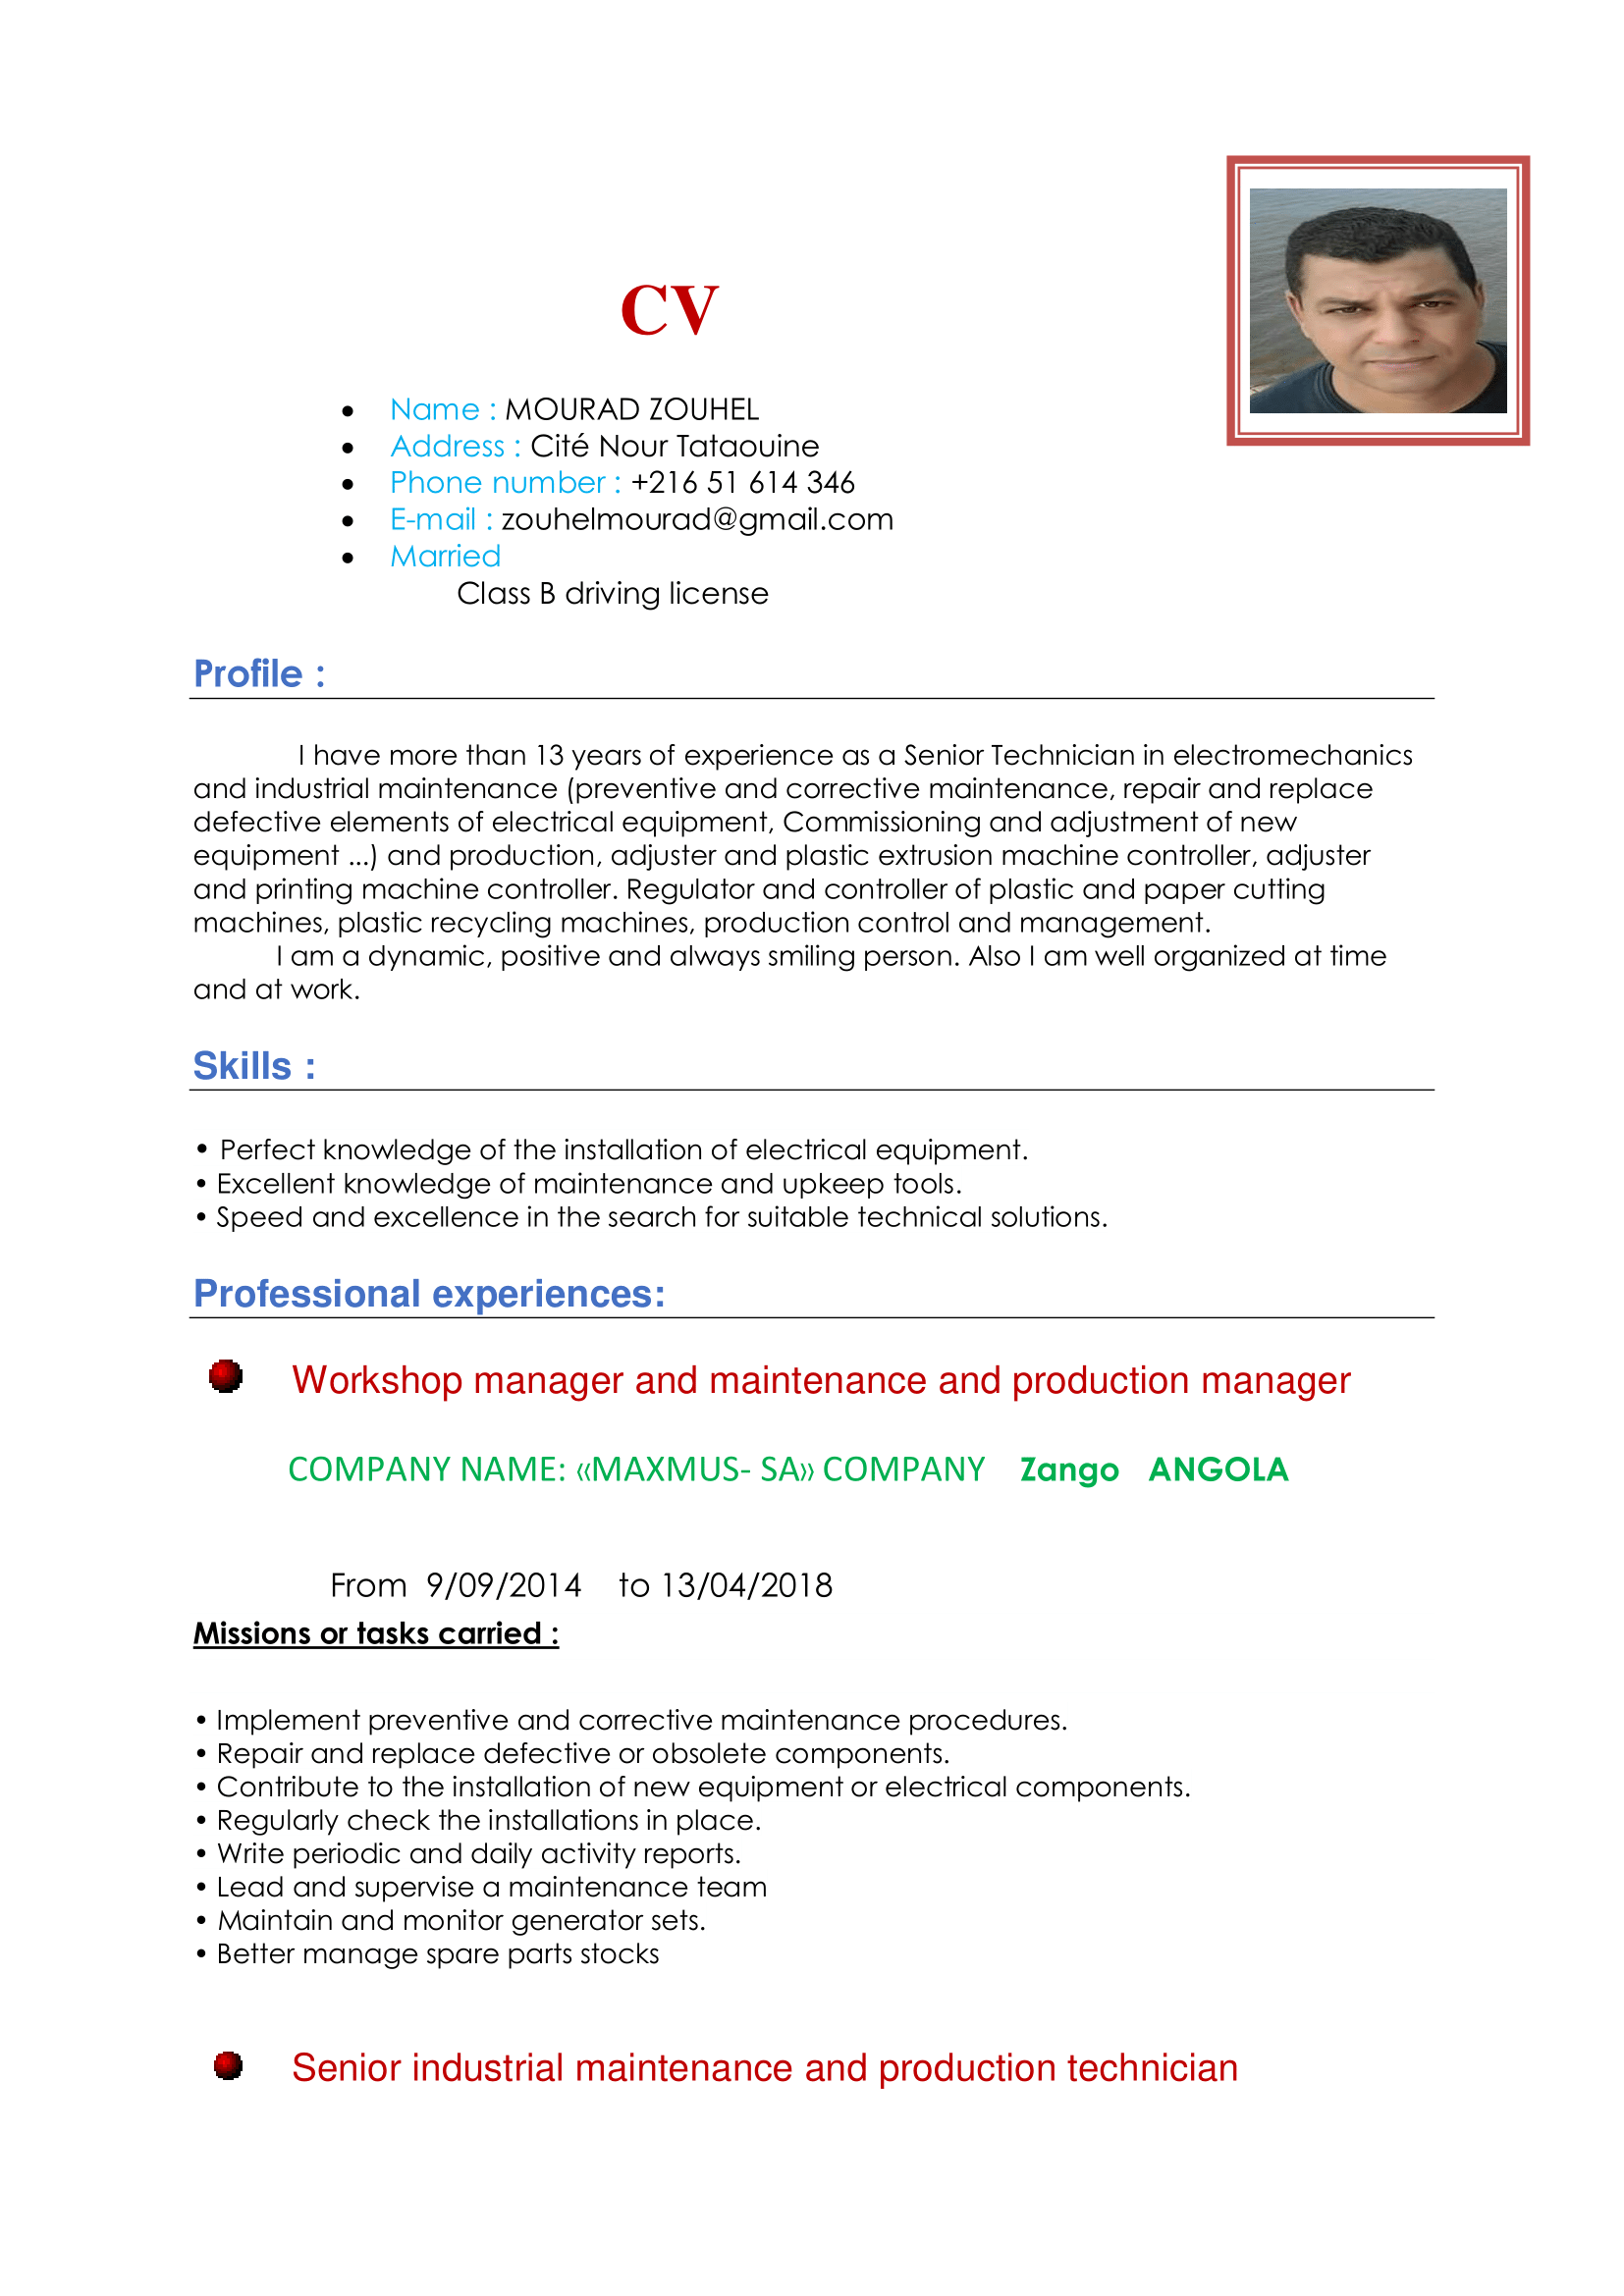 CV
• Name : MOURAD ZOUHEL
• Address : Cité Nour Tataouine
• Phone number : +216 51 614 346
• E-mail : zouhelmourad@gmail.com
• Married
Class B driving license
Profile :
I have more than 13 years of experience as a Senior Technician in electromechanics
and industrial maintenance (preventive and corrective maintenance, repair and replace
defective elements of electrical equipment, Commissioning and adjustment of new
equipment ...) and production, adjuster and plastic extrusion machine controller, adjuster
and printing machine controller. Regulator and controller of plastic and paper cutting
machines, plastic recycling machines, production control and management.
I am a dynamic, positive and always smiling person. Also I am well organized at time
and at work.
Skills :
• Perfect knowledge of the installation of electrical equipment.
• Excellent knowledge of maintenance and upkeep tools.
• Speed and excellence in the search for suitable technical solutions.
Professional experiences:
Workshop manager and maintenance and production manager
COMPANY NAME: «MAXMUS- SA» COMPANY Zango ANGOLA
From 9/09/2014 to 13/04/2018
Missions or tasks carried :
• Implement preventive and corrective maintenance procedures.
• Repair and replace defective or obsolete components.
• Contribute to the installation of new equipment or electrical components.
• Regularly check the installations in place.
• Write periodic and daily activity reports.
• Lead and supervise a maintenance team
• Maintain and monitor generator sets.
• Better manage spare parts stocks
Senior industrial maintenance and production technician